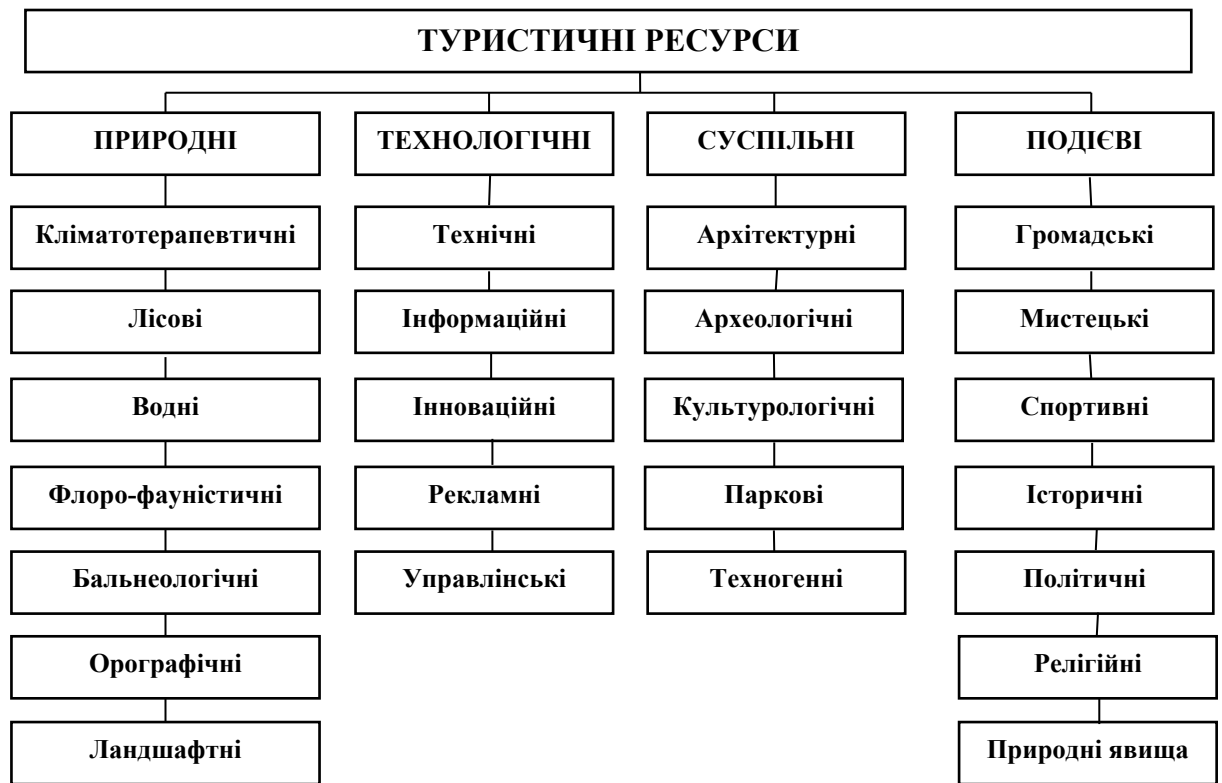 ТУРИСТИЧНІ РЕСУРСИ
ПРИРОДНІ
ТЕХНОЛОГІЧНІ
СУСПІЛЬНІ
ПОДІЄВІ
Кліматотерапевтичні
Технічні
Архітектурні
Громадські
Лісові
Інформаційні
Археологічні
Мистецькі
Водні
Інноваційні
Культурологічні
Спортивні
Флоро-фауністичні
Рекламні
Паркові
Історичні
Бальнеологічні
Управлінські
Техногенні
Політичні
Орографічні
Релігійні
Ландшафтні
Природні явища